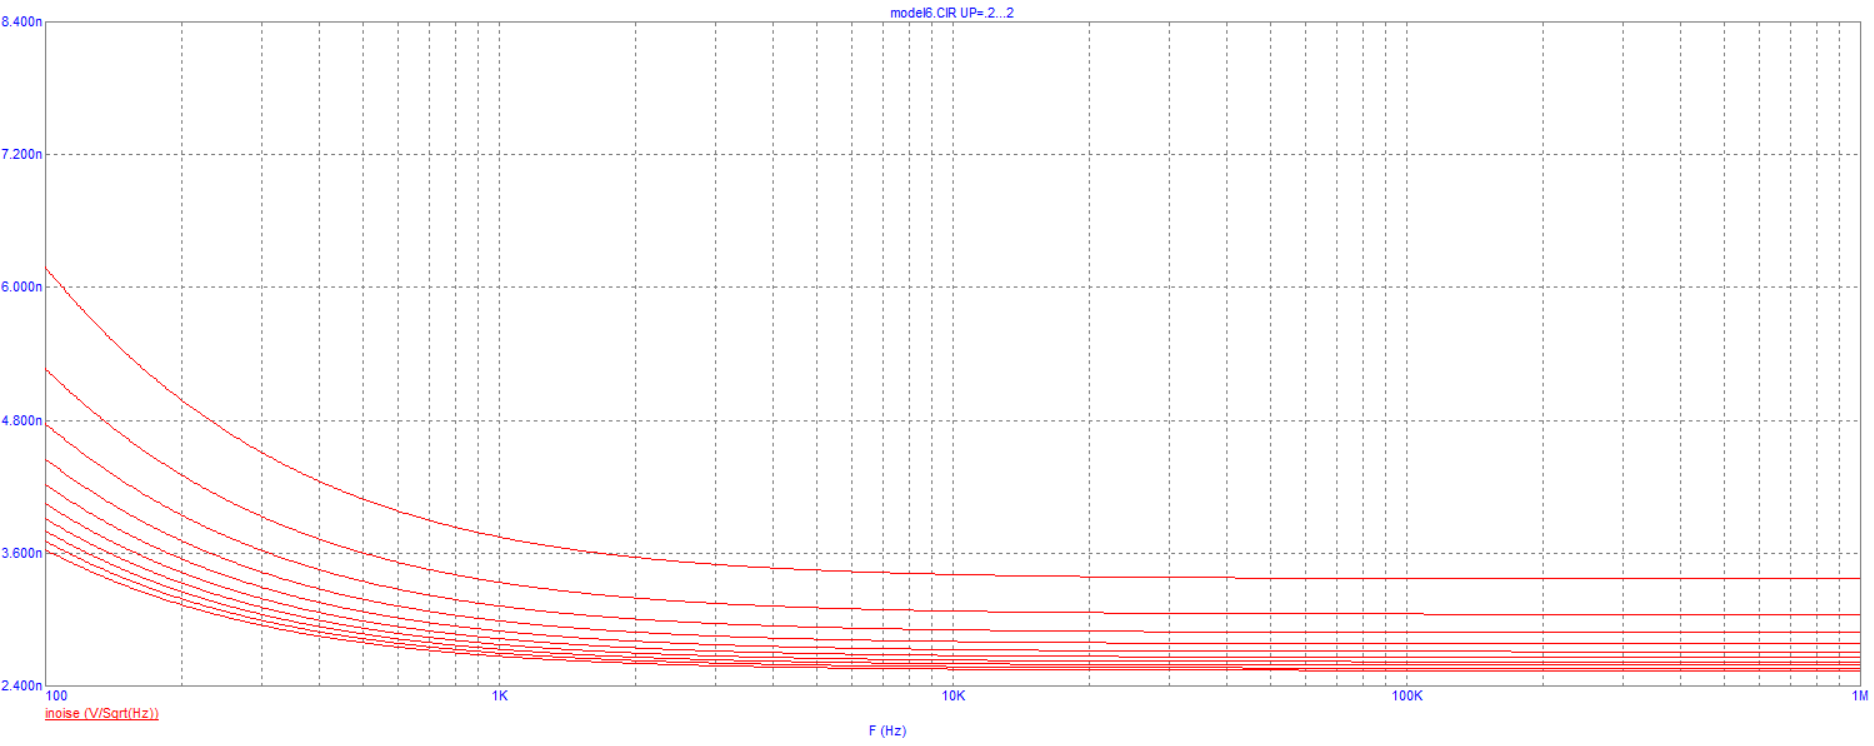 model6.CIR UP=.2...2
8.400n
7.200n
6.000n
4.800n
3.600n
2.400n
100 1K 10K 100K 1M
inoise (V/Sqrt(Hz))
F (Hz)